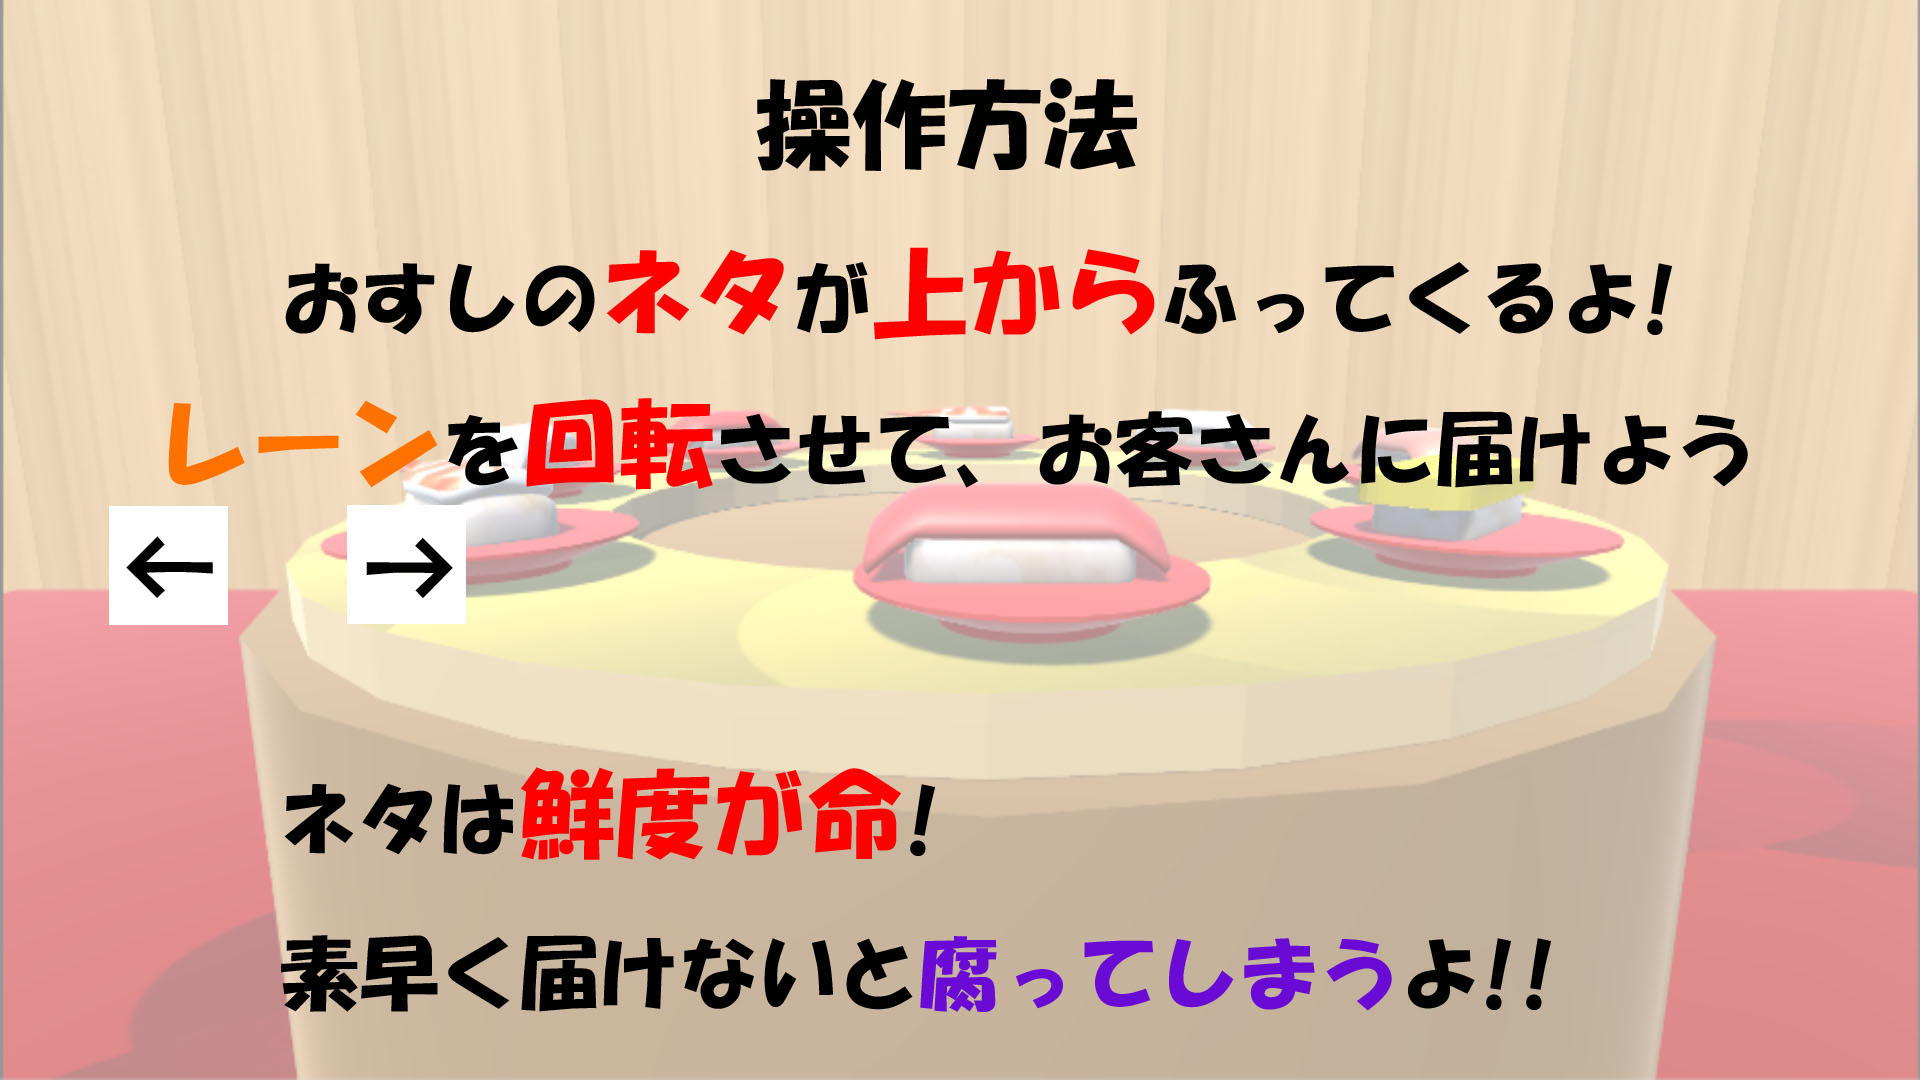 操作方法
おすしのネタが上からふってくるよ!
レーンを回転させて、お客さんに届けよう
← →
ネタは鮮度が命!
素早く届けないと腐ってしまうよ!!